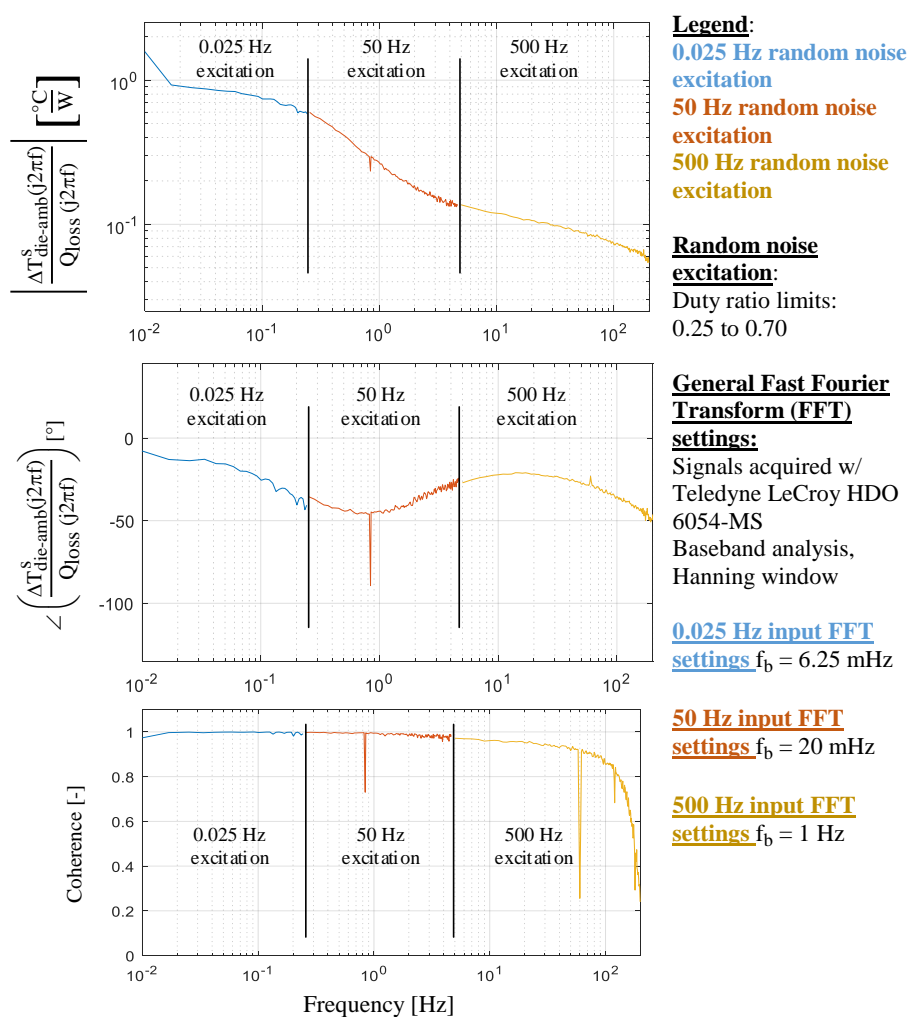 0.025 Hz
excitation
50 Hz
excitation
500 Hz
excitation
|ΔT^S_die-amb(j2πf) / Q_loss(j2πf)| [°C/W]
10^0
10^-1
10^-2
10^-1
10^0
10^1
10^2
0.025 Hz
excitation
50 Hz
excitation
500 Hz
excitation
∠(ΔT^S_die-amb(j2πf) / Q_loss(j2πf)) [°]
0
-50
-100
10^-2
10^-1
10^0
10^1
10^2
Coherence [-]
1
0.8
0.6
0.4
0.2
0
0.025 Hz
excitation
50 Hz
excitation
500 Hz
excitation
10^-2
10^-1
10^0
10^1
10^2
Frequency [Hz]
Legend:
0.025 Hz random noise
excitation
50 Hz random noise
excitation
500 Hz random noise
excitation
Random noise
excitation:
Duty ratio limits:
0.25 to 0.70
General Fast Fourier
Transform (FFT)
settings:
Signals acquired w/
Teledyne LeCroy HDO
6054-MS
Baseband analysis,
Hanning window
0.025 Hz input FFT
settings f_b = 6.25 mHz
50 Hz input FFT
settings f_b = 20 mHz
500 Hz input FFT
settings f_b = 1 Hz